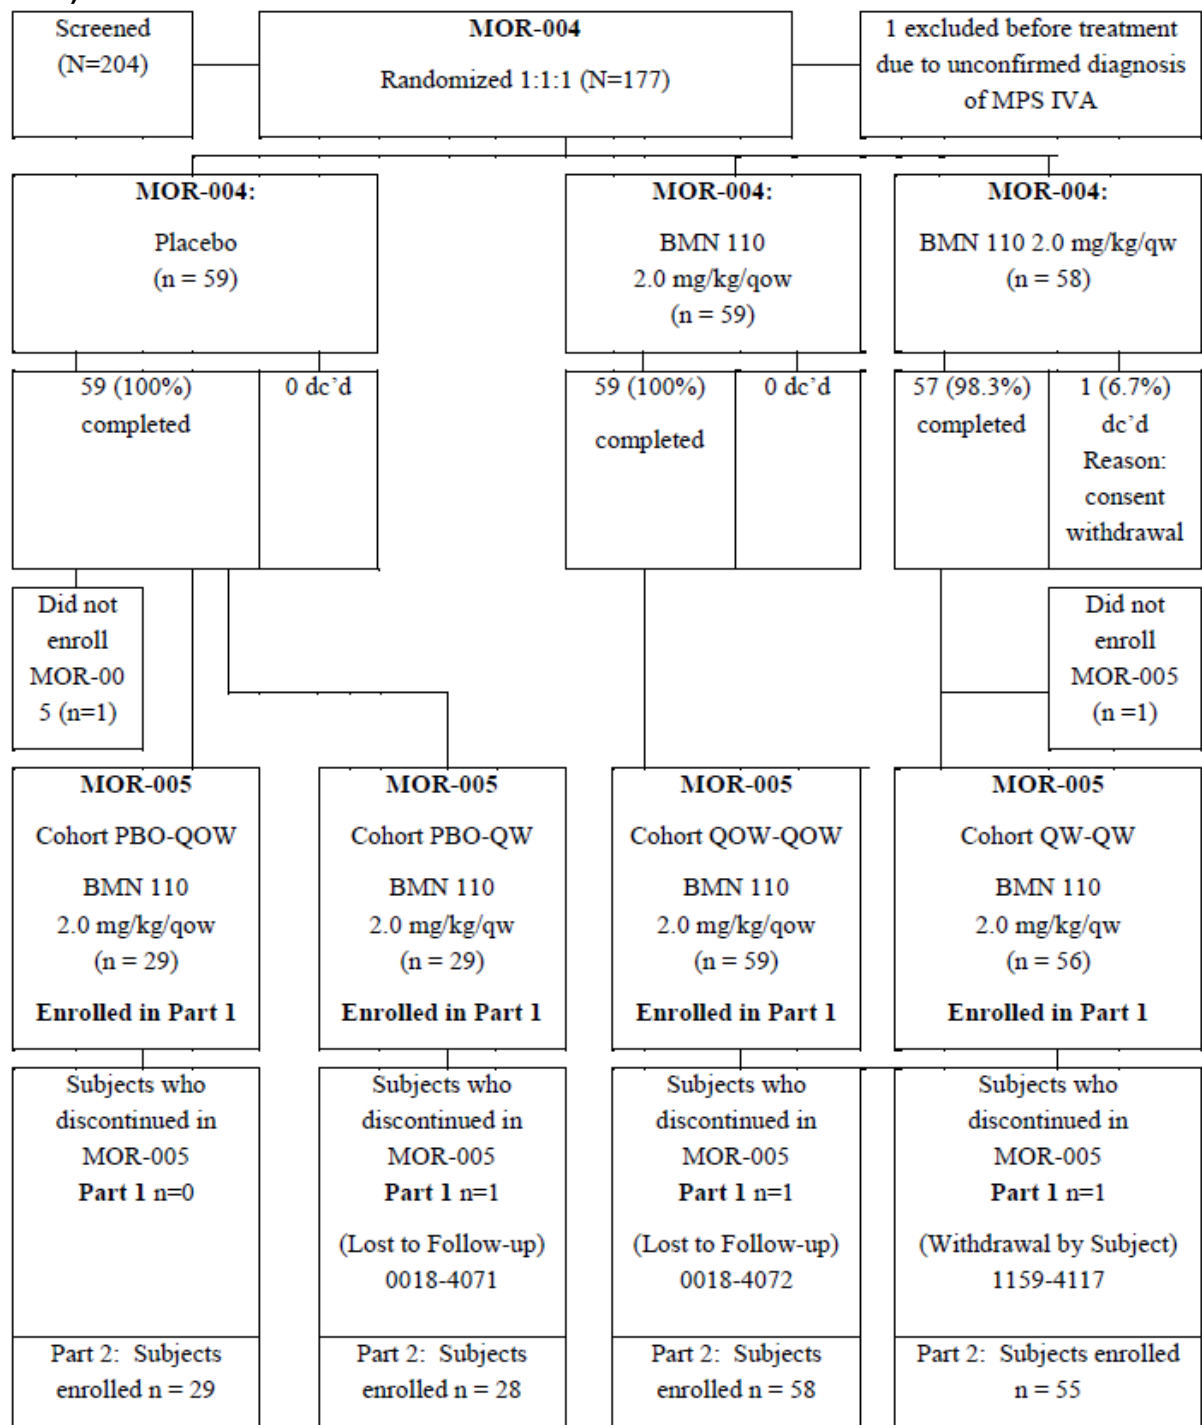 Screened
(N=204)
MOR-004
Randomized 1:1:1 (N=177)
1 excluded before treatment
due to unconfirmed diagnosis
of MPS IVA
MOR-004:
Placebo
(n = 59)
MOR-004:
BMN 110
2.0 mg/kg/qow
(n = 59)
MOR-004:
BMN 110 2.0 mg/kg/qw
(n = 58)
59 (100%)
completed
0 dc’d
59 (100%)
completed
0 dc’d
57 (98.3%)
completed
1 (6.7%)
dc’d
Reason:
consent
withdrawal
Did not
enroll
MOR-00
5 (n=1)
Did not
enroll
MOR-005
(n =1)
MOR-005
Cohort PBO-QOW
BMN 110
2.0 mg/kg/qow
(n = 29)
Enrolled in Part 1
MOR-005
Cohort PBO-QW
BMN 110
2.0 mg/kg/qw
(n = 29)
Enrolled in Part 1
MOR-005
Cohort QOW-QOW
BMN 110
2.0 mg/kg/qow
(n = 59)
Enrolled in Part 1
MOR-005
Cohort QW-QW
BMN 110
2.0 mg/kg/qw
(n = 56)
Enrolled in Part 1
Subjects who
discontinued in
MOR-005
Part 1 n=0
Subjects who
discontinued in
MOR-005
Part 1 n=1
(Lost to Follow-up)
0018-4071
Subjects who
discontinued in
MOR-005
Part 1 n=1
(Lost to Follow-up)
0018-4072
Subjects who
discontinued in
MOR-005
Part 1 n=1
(Withdrawal by Subject)
1159-4117
Part 2: Subjects
enrolled n = 29
Part 2: Subjects
enrolled n = 28
Part 2: Subjects
enrolled n = 58
Part 2: Subjects enrolled
n = 55